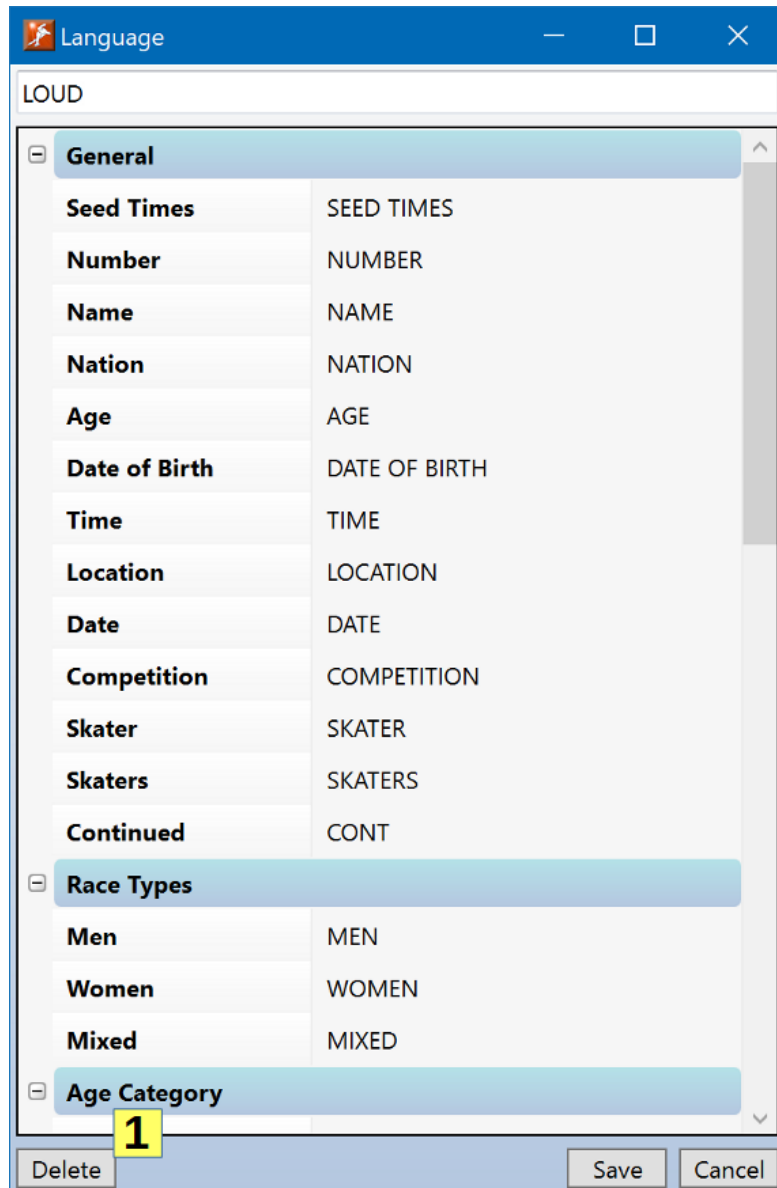 Language
LOUD
General
Seed Times SEED TIMES
Number NUMBER
Name NAME
Nation NATION
Age AGE
Date of Birth DATE OF BIRTH
Time TIME
Location LOCATION
Date DATE
Competition COMPETITION
Skater SKATER
Skaters SKATERS
Continued CONT
Race Types
Men MEN
Women WOMEN
Mixed MIXED
Age Category
1
Delete Save Cancel